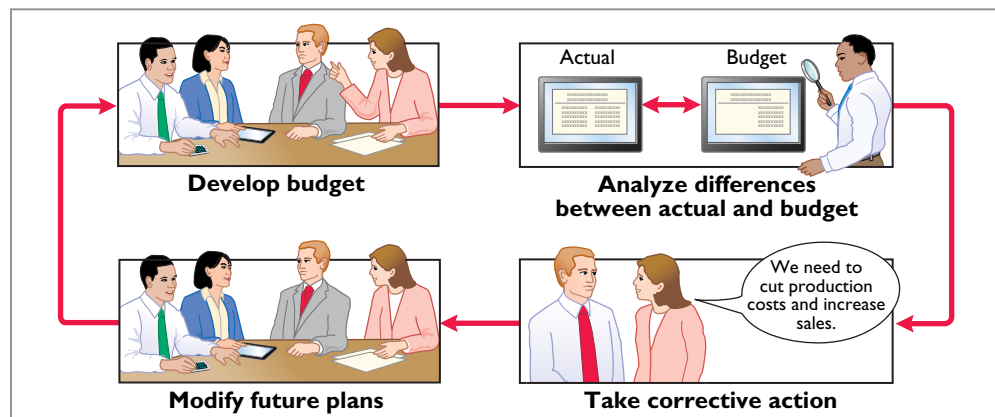 Actual
Budget
Develop budget
Analyze differences
between actual and budget
We need to
cut production
costs and increase
sales.
Modify future plans
Take corrective action